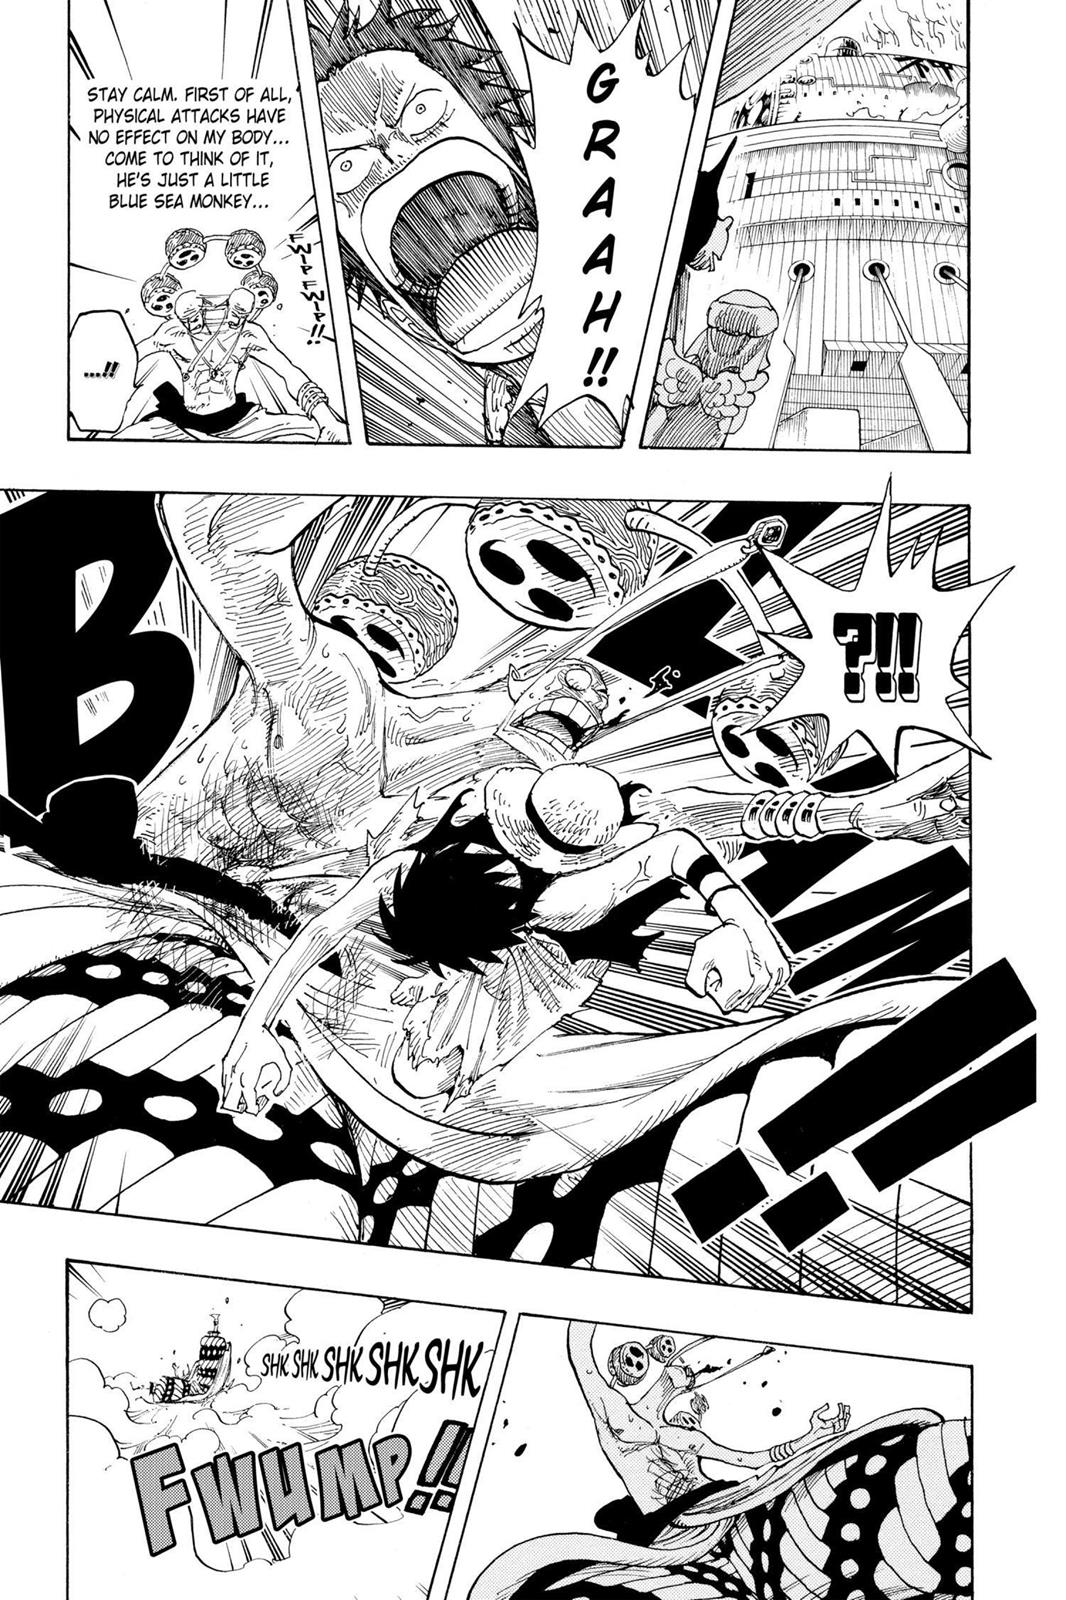 GRAAH!!
STAY CALM. FIRST OF ALL,
PHYSICAL ATTACKS HAVE
NO EFFECT ON MY BODY...
COME TO THINK OF IT,
HE'S JUST A LITTLE
BLUE SEA MONKEY...
FWIP FWIP!!
...!!
?!!
BM!!
SHK SHK SHK SHK SHK
FWUMP!!